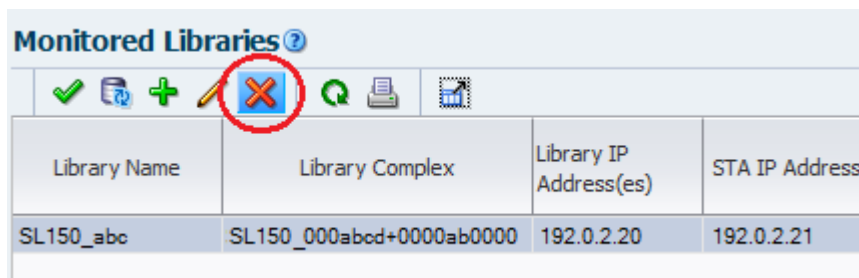 Monitored Libraries
Library Name Library Complex Library IP Address(es) STA IP Address
SL150_abc SL150_000abcd+0000ab0000 192.0.2.20 192.0.2.21